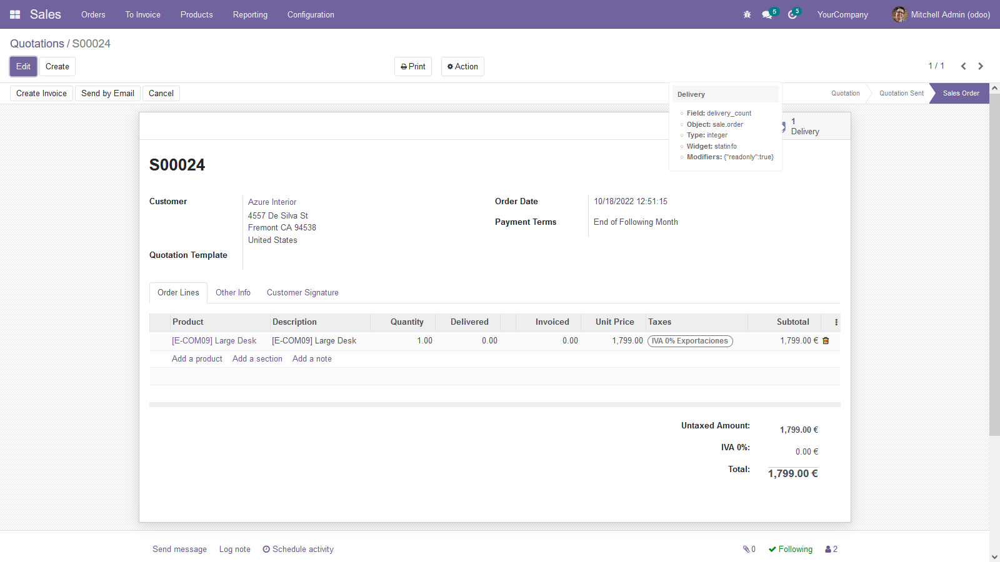 Sales Orders To Invoice Products Reporting Configuration 5 5 YourCompany Mitchell Admin (odoo)
Quotations / S00024
Edit Create Print Action 1 / 1
Create Invoice Send by Email Cancel Quotation Quotation Sent Sales Order
Delivery
Field: delivery_count
Object: sale.order
Type: integer
Widget: statinfo
Modifiers: {"readonly":true}
1
Delivery
S00024
Customer
Azure Interior
4557 De Silva St
Fremont CA 94538
United States
Quotation Template
Order Date 10/18/2022 12:51:15
Payment Terms End of Following Month
Order Lines Other Info Customer Signature
Product Description Quantity Delivered Invoiced Unit Price Taxes Subtotal
[E-COM09] Large Desk [E-COM09] Large Desk 1.00 0.00 0.00 1,799.00 IVA 0% Exportaciones 1,799.00 €
Add a product Add a section Add a note
Untaxed Amount: 1,799.00 €
IVA 0%: 0.00 €
Total: 1,799.00 €
Send message Log note Schedule activity 0 Following 2